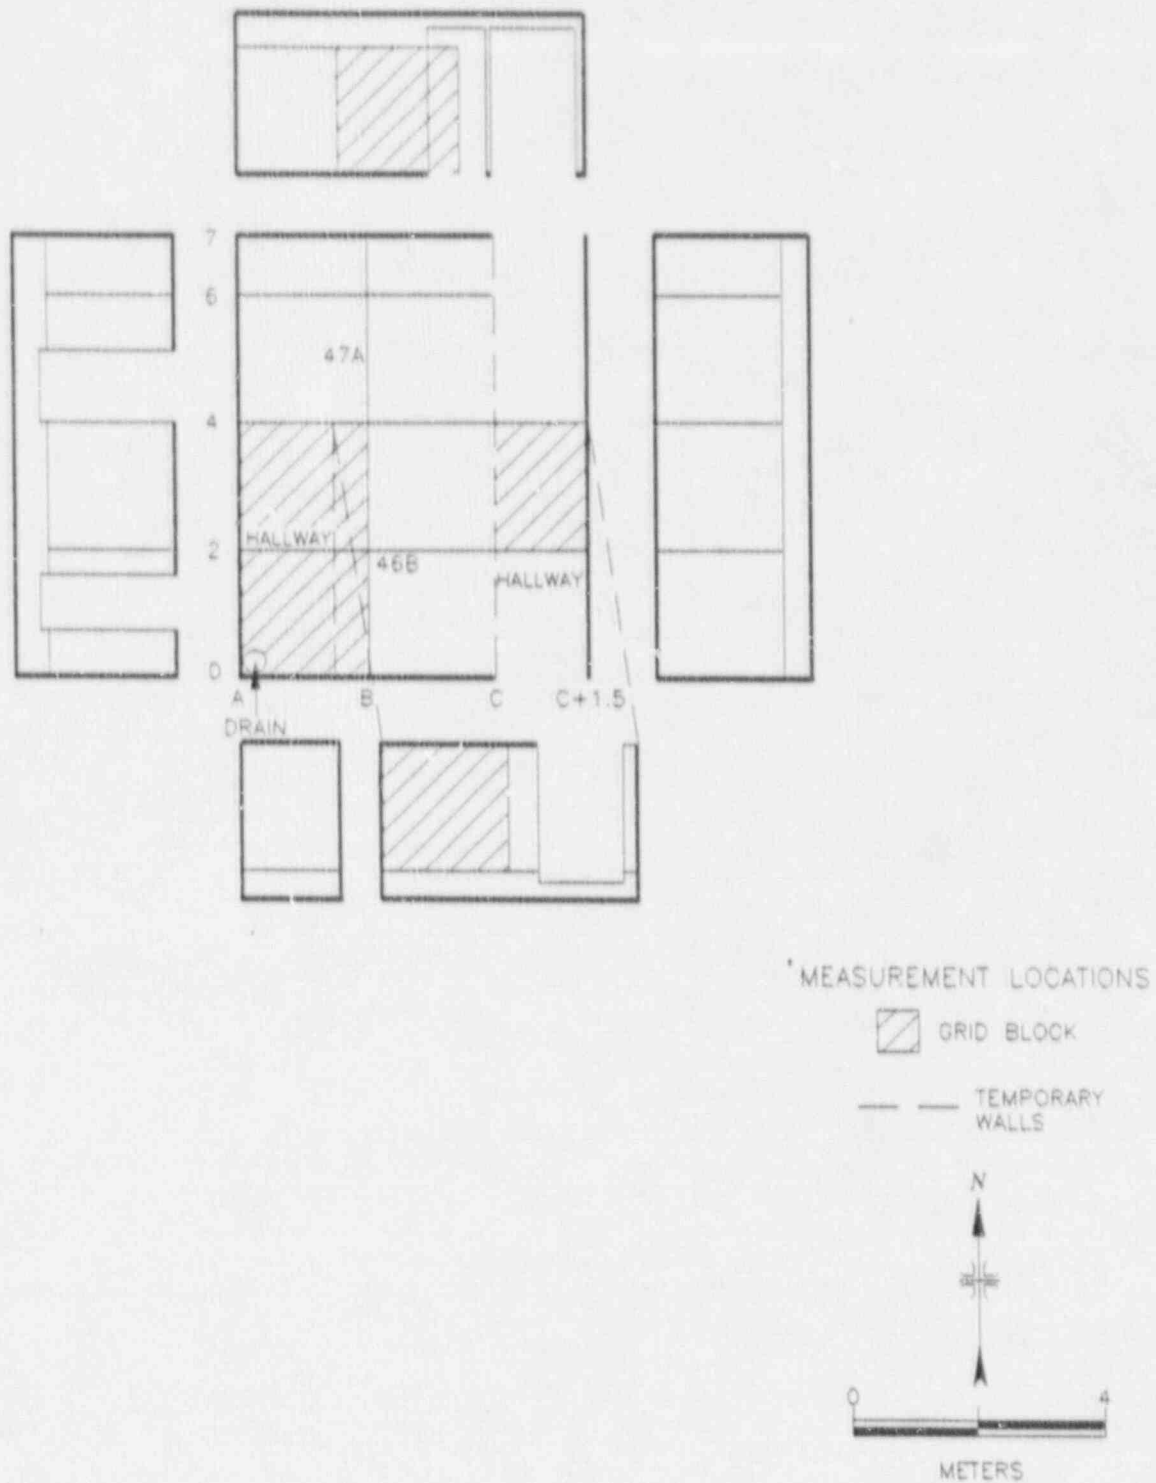 7
6
47A
4
HALLWAY
2
46B
HALLWAY
0
A B C C+1.5
DRAIN
MEASUREMENT LOCATIONS
GRID BLOCK
TEMPORARY
WALLS
N
0 4
METERS